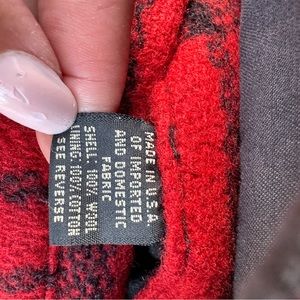 MADE IN U.S.A.
OF IMPORTED
AND DOMESTIC
FABRIC
SHELL: 100% WOOL
LINING: 100% COTTON
SEE REVERSE